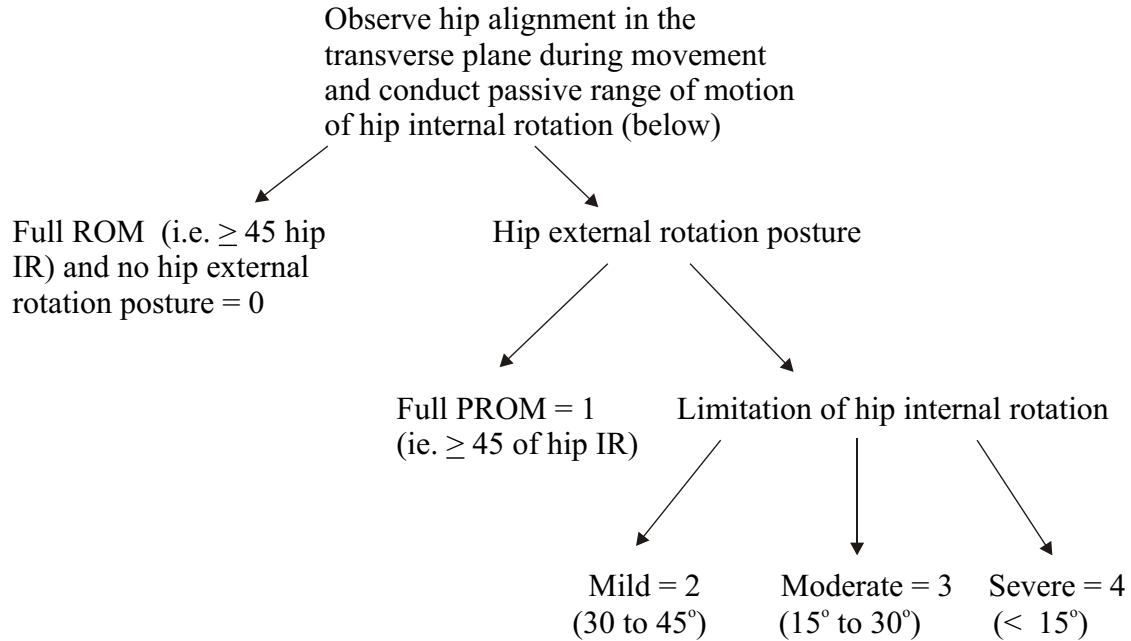 Observe hip alignment in the
transverse plane during movement
and conduct passive range of motion
of hip internal rotation (below)
Full ROM (i.e. ≥ 45 hip
IR) and no hip external
rotation posture = 0
Hip external rotation posture
Full PROM = 1
(ie. ≥ 45 of hip IR)
Limitation of hip internal rotation
Mild = 2
(30 to 45°)
Moderate = 3
(15° to 30°)
Severe = 4
(< 15°)